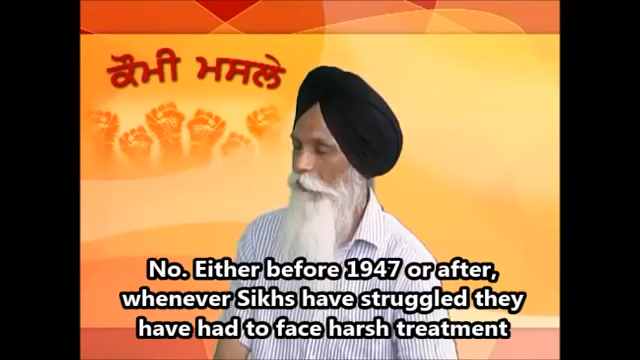 ਕੌਮੀ ਮਸਲੇ
No. Either before 1947 or after,
whenever Sikhs have struggled they
have had to face harsh treatment